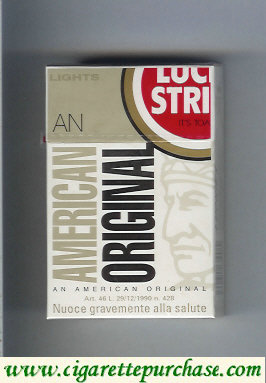 LIGHTS
LUC
STRI
IT'S TOA
AN
AMERICAN
ORIGINAL
AN AMERICAN ORIGINAL
Art. 46 L. 29/12/1990 n. 428
Nuoce gravemente alla salute
www.cigarettepurchase.com